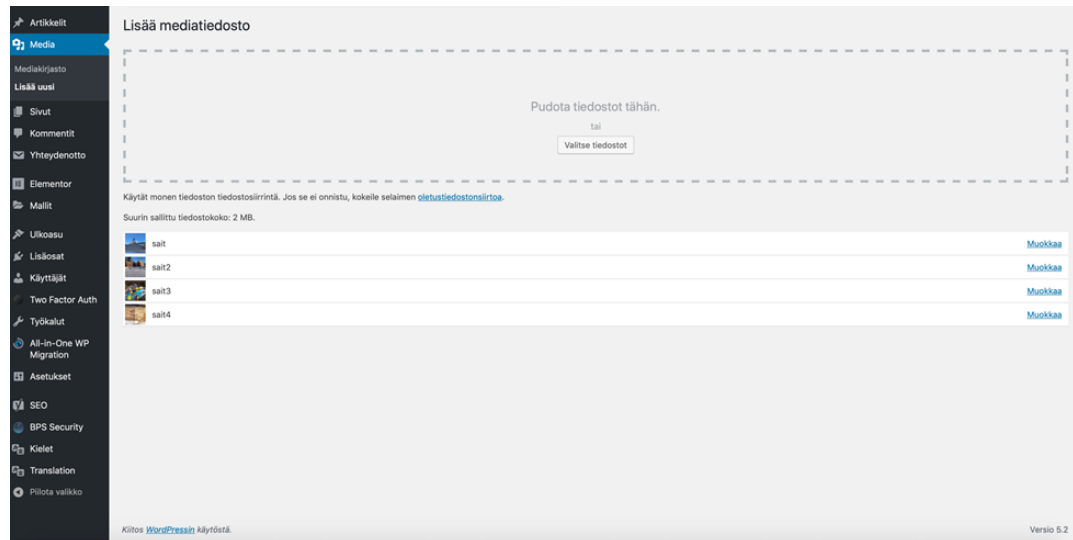 Artikkelit
Media
Mediakirjasto
Lisää uusi
Sivut
Kommentit
Yhteydenotto
Elementor
Mallit
Ulkoasu
Lisäosat
Käyttäjät
Two Factor Auth
Työkalut
All-in-One WP
Migration
Asetukset
SEO
BPS Security
Kielet
Translation
Piilota valikko
Lisää mediatiedosto
Pudota tiedostot tähän.
tai
Valitse tiedostot
Käytät monen tiedoston tiedostosiirrintä. Jos se ei onnistu, kokeile selaimen oletustiedostonsiirtoa.
Suurin sallittu tiedostokoko: 2 MB.
sait Muokkaa
sait2 Muokkaa
sait3 Muokkaa
sait4 Muokkaa
Kiitos WordPressin käytöstä. Versio 5.2